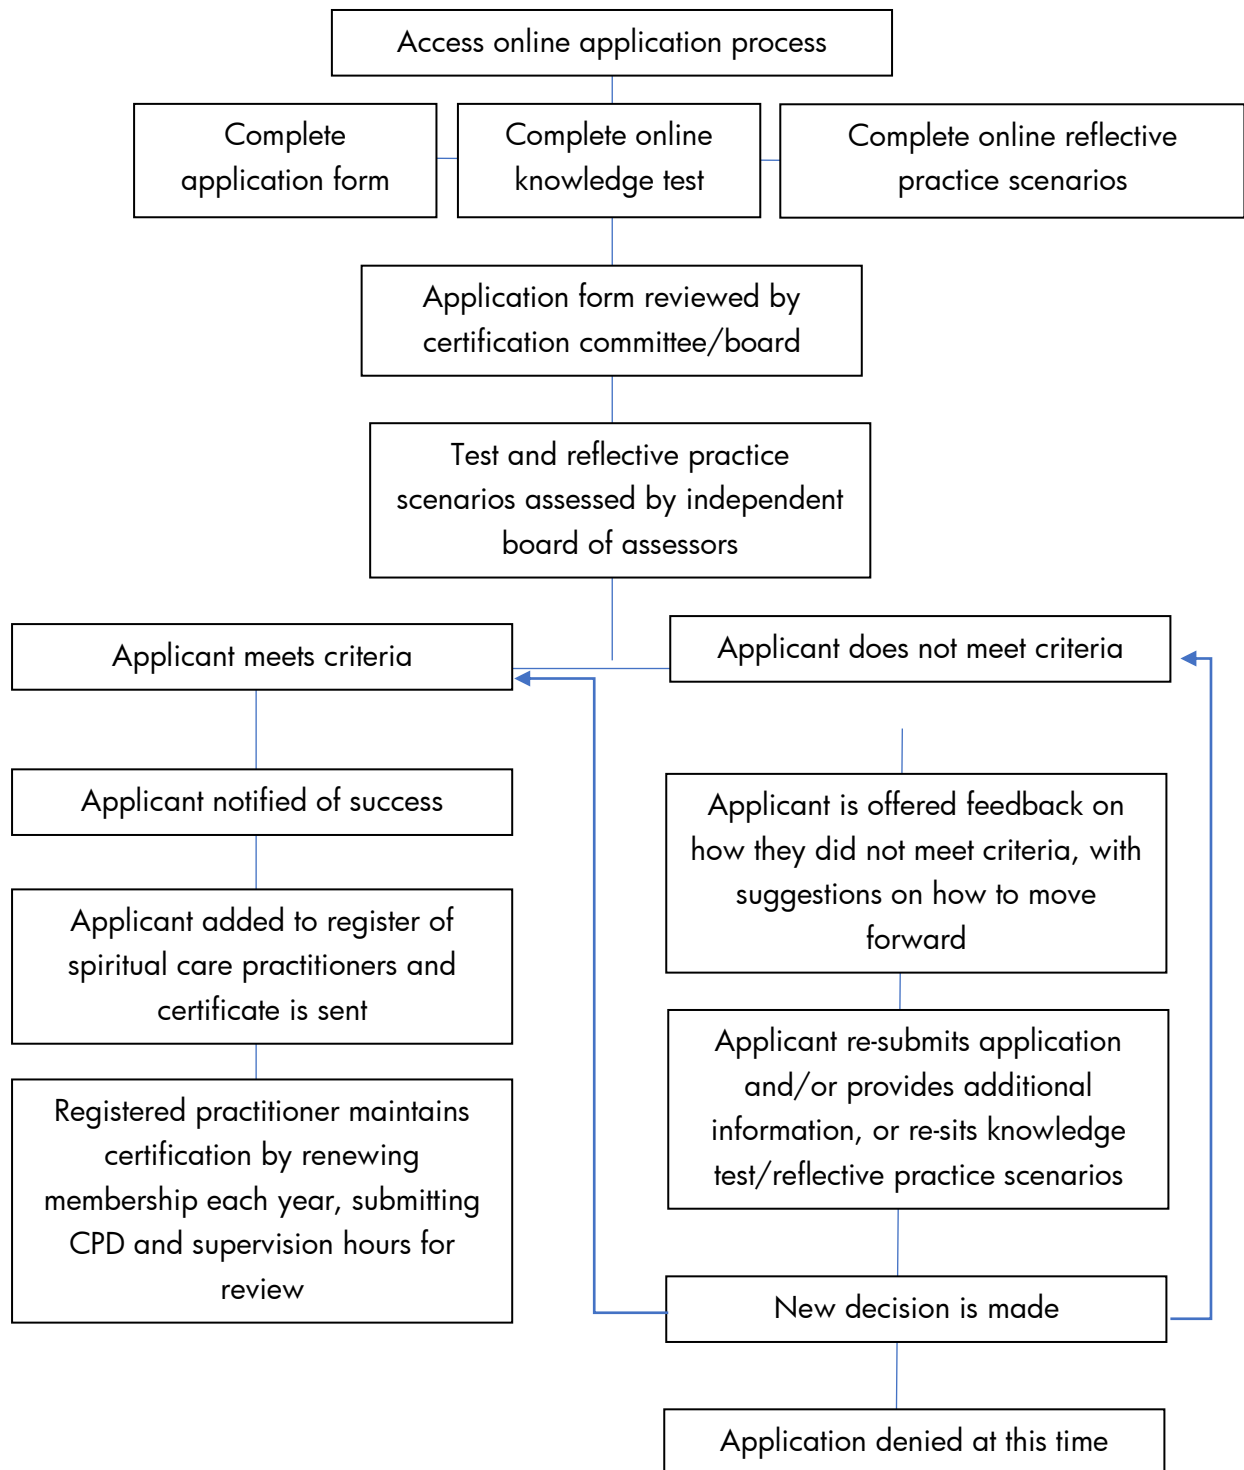 Access online application process
Complete
application form
Complete online
knowledge test
Complete online reflective
practice scenarios
Application form reviewed by
certification committee/board
Test and reflective practice
scenarios assessed by independent
board of assessors
Applicant meets criteria
Applicant does not meet criteria
Applicant notified of success
Applicant added to register of
spiritual care practitioners and
certificate is sent
Registered practitioner maintains
certification by renewing
membership each year, submitting
CPD and supervision hours for
review
Applicant is offered feedback on
how they did not meet criteria, with
suggestions on how to move
forward
Applicant re-submits application
and/or provides additional
information, or re-sits knowledge
test/reflective practice scenarios
New decision is made
Application denied at this time